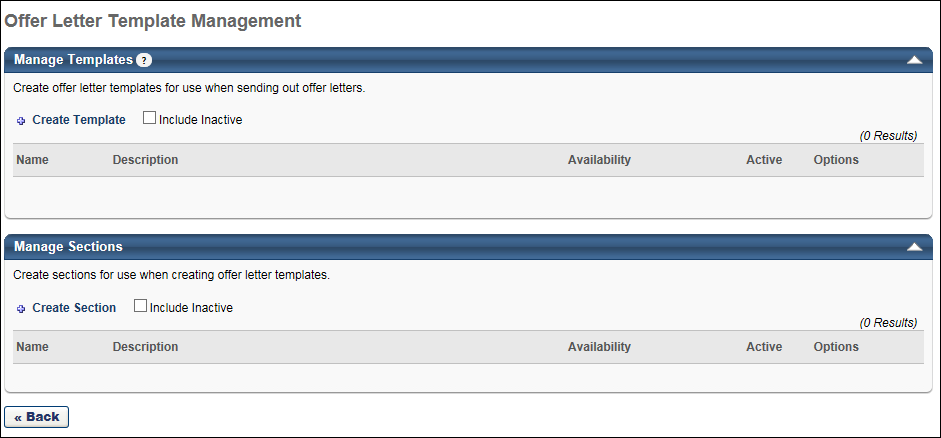 Offer Letter Template Management
Manage Templates ?
Create offer letter templates for use when sending out offer letters.
Create Template Include Inactive
(0 Results)
Name Description Availability Active Options
Manage Sections
Create sections for use when creating offer letter templates.
Create Section Include Inactive
(0 Results)
Name Description Availability Active Options
« Back